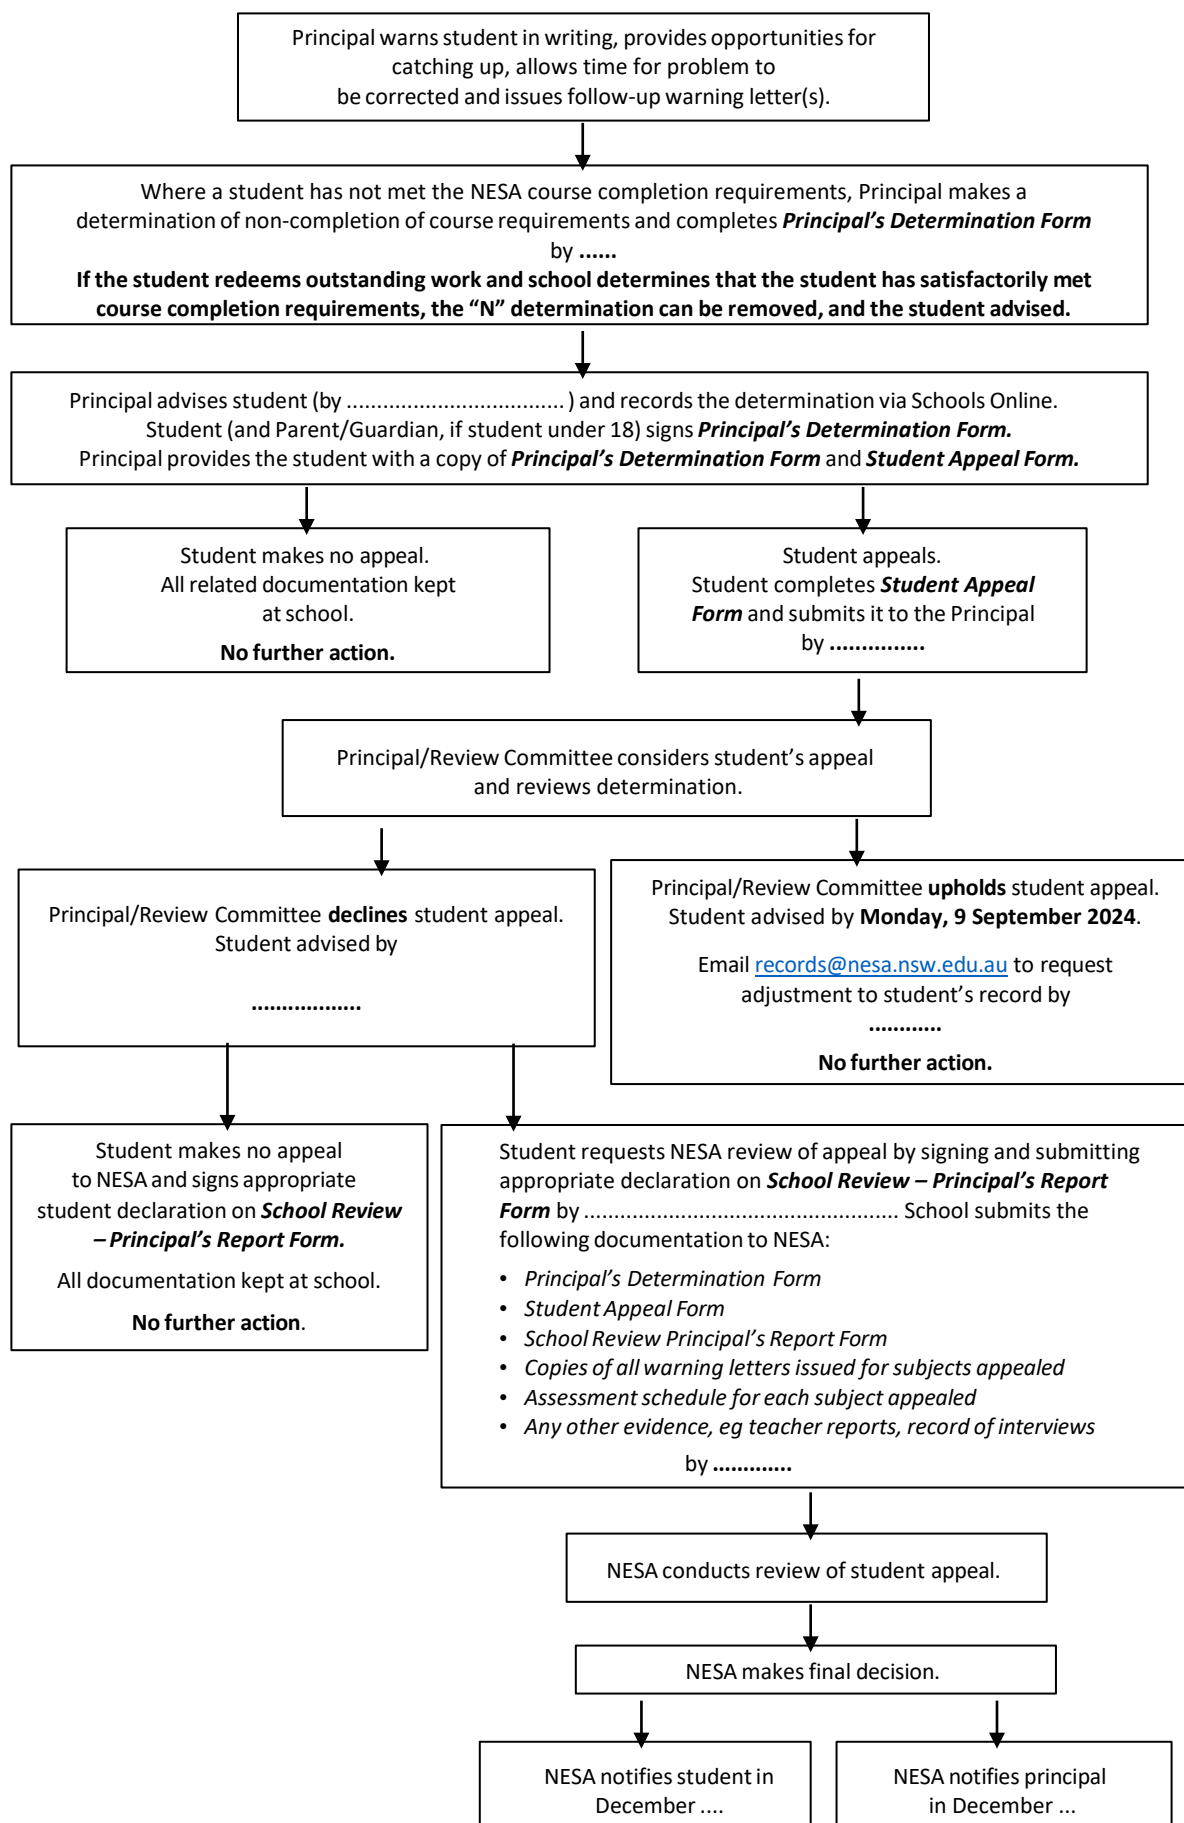 Principal warns student in writing, provides opportunities for
catching up, allows time for problem to
be corrected and issues follow-up warning letter(s).
Where a student has not met the NESA course completion requirements, Principal makes a
determination of non-completion of course requirements and completes Principal’s Determination Form
by ......
If the student redeems outstanding work and school determines that the student has satisfactorily met
course completion requirements, the “N” determination can be removed, and the student advised.
Principal advises student (by .................................... ) and records the determination via Schools Online.
Student (and Parent/Guardian, if student under 18) signs Principal’s Determination Form.
Principal provides the student with a copy of Principal’s Determination Form and Student Appeal Form.
Student makes no appeal.
All related documentation kept
at school.
No further action.
Student appeals.
Student completes Student Appeal
Form and submits it to the Principal
by ...............
Principal/Review Committee considers student’s appeal
and reviews determination.
Principal/Review Committee declines student appeal.
Student advised by
..................
Principal/Review Committee upholds student appeal.
Student advised by Monday, 9 September 2024.
Email records@nesa.nsw.edu.au to request
adjustment to student’s record by
............
No further action.
Student makes no appeal
to NESA and signs appropriate
student declaration on School Review
– Principal’s Report Form.
All documentation kept at school.
No further action.
Student requests NESA review of appeal by signing and submitting
appropriate declaration on School Review – Principal’s Report
Form by .................................................... School submits the
following documentation to NESA:
• Principal’s Determination Form
• Student Appeal Form
• School Review Principal’s Report Form
• Copies of all warning letters issued for subjects appealed
• Assessment schedule for each subject appealed
• Any other evidence, eg teacher reports, record of interviews
by .............
NESA conducts review of student appeal.
NESA makes final decision.
NESA notifies student in
December ....
NESA notifies principal
in December ...